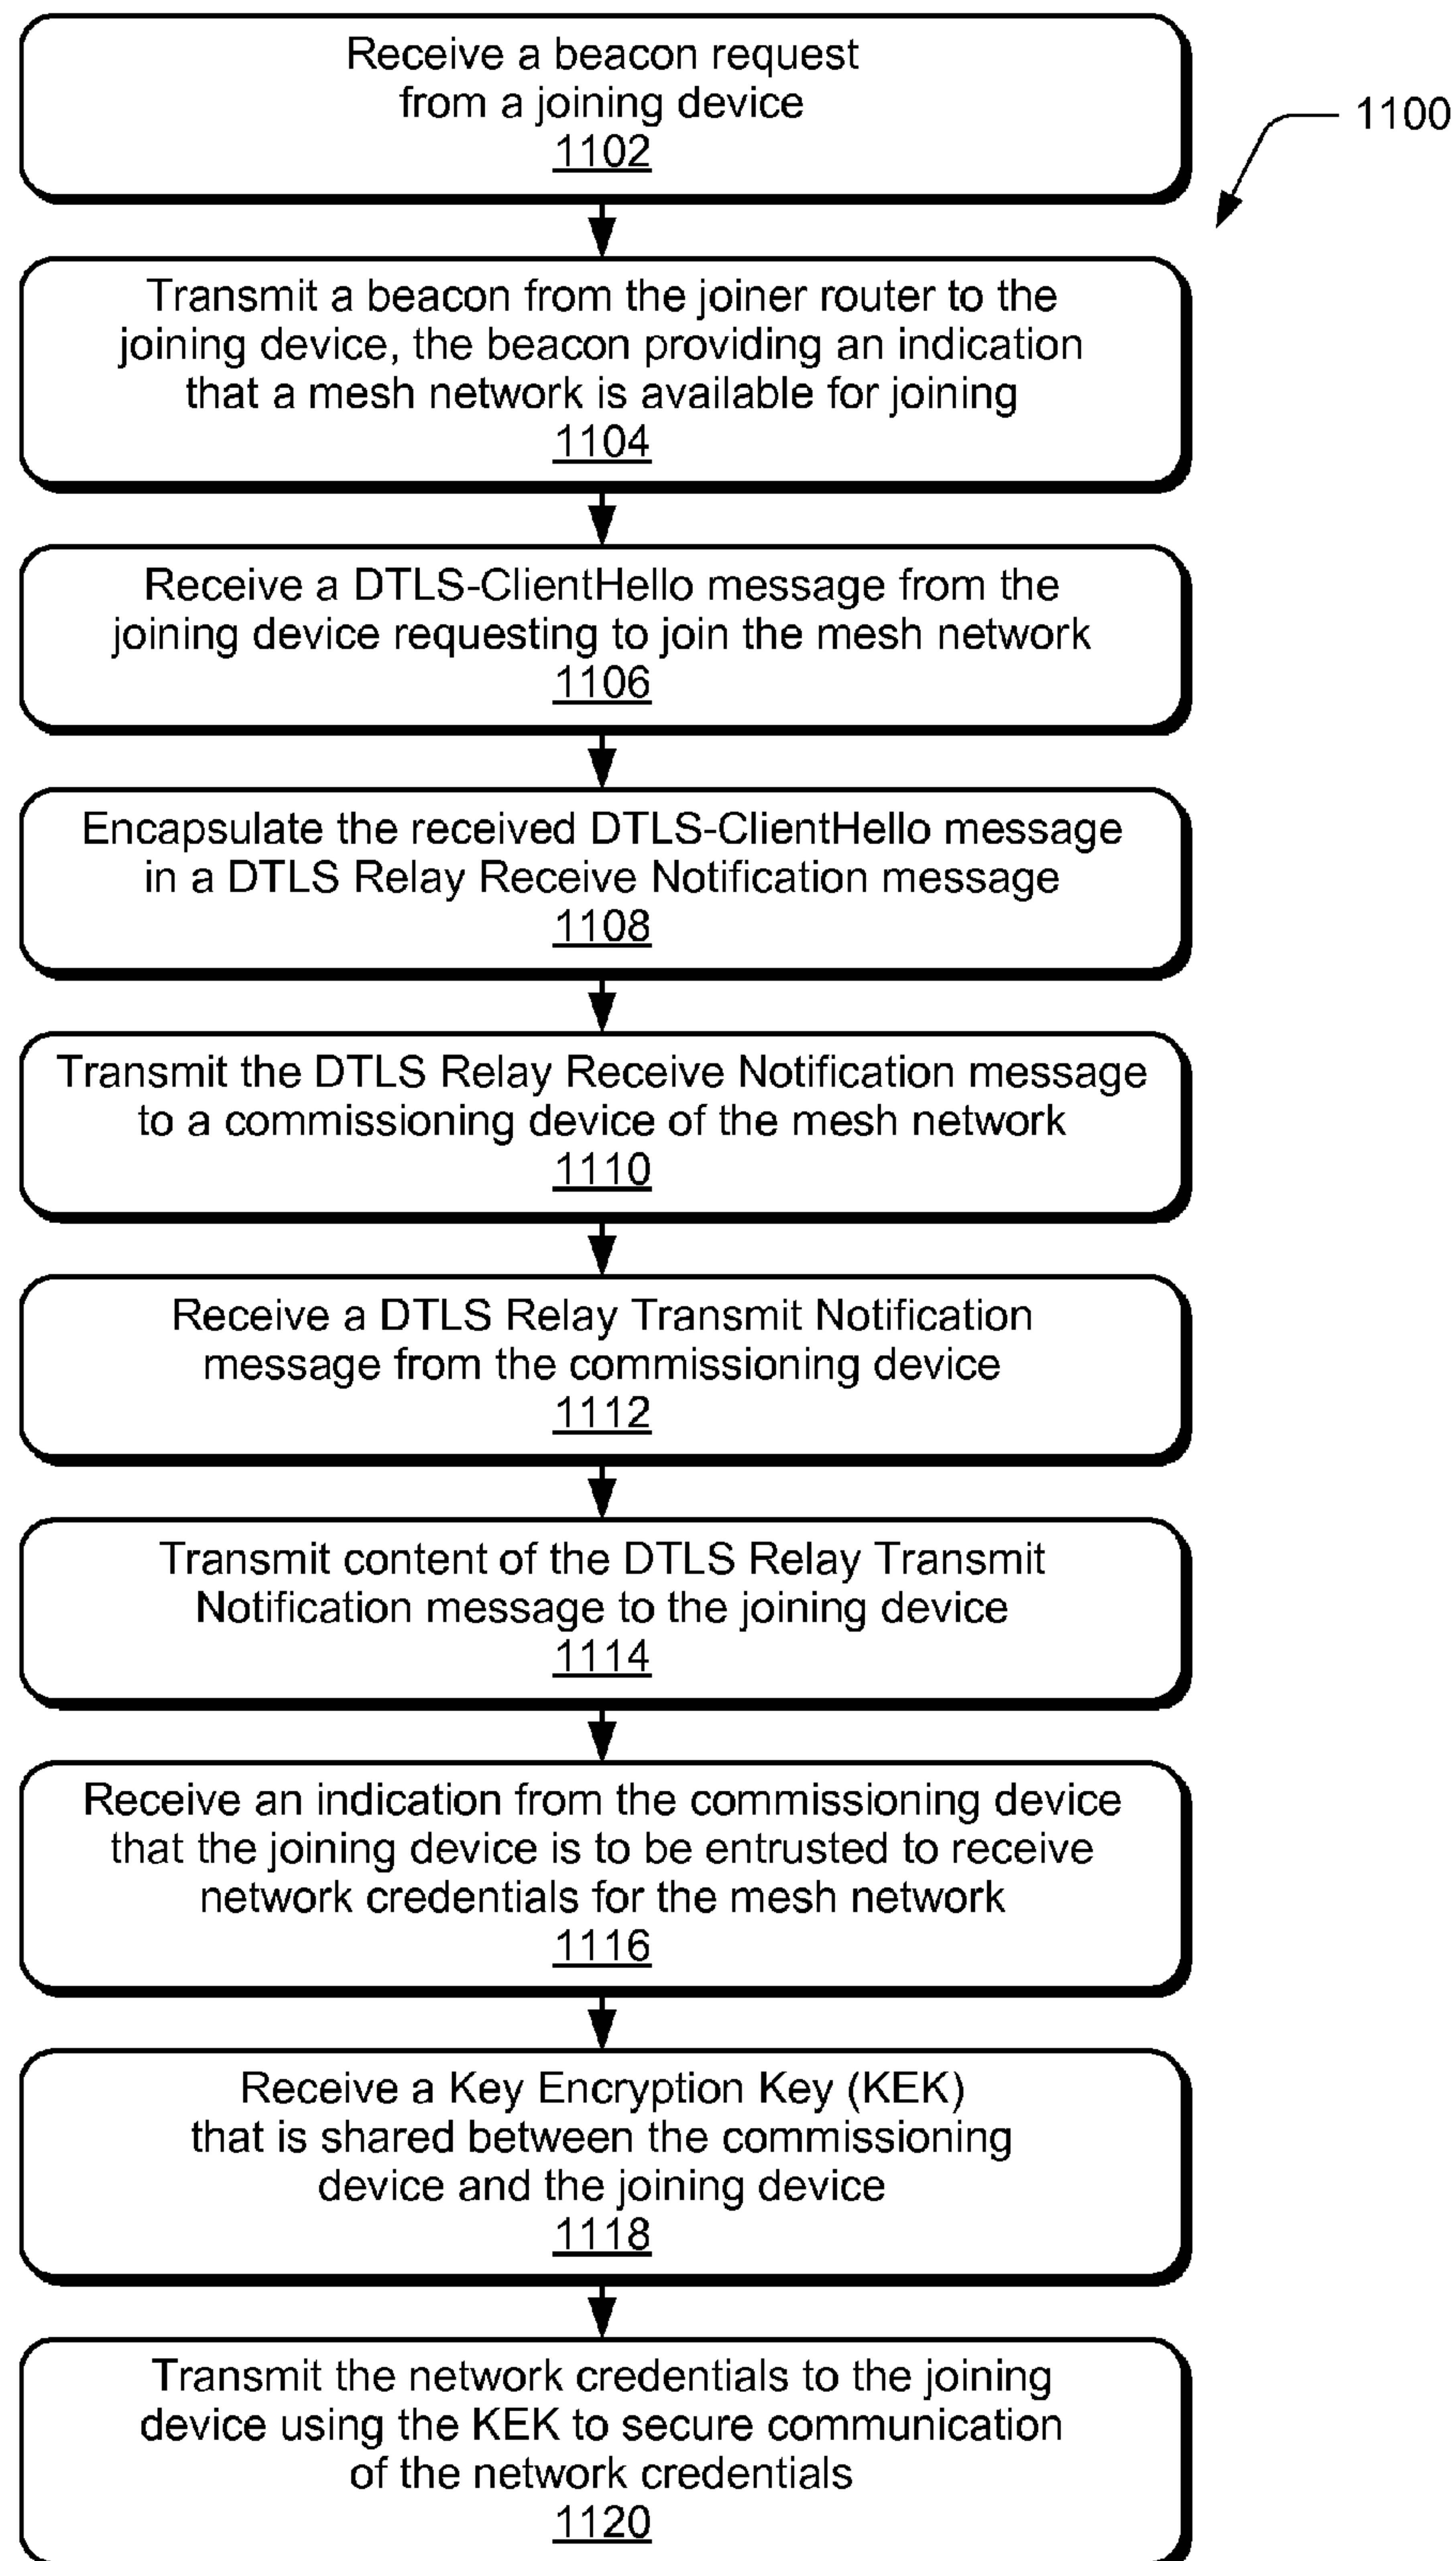 Receive a beacon request
from a joining device
1102
1100
Transmit a beacon from the joiner router to the
joining device, the beacon providing an indication
that a mesh network is available for joining
1104
Receive a DTLS-ClientHello message from the
joining device requesting to join the mesh network
1106
Encapsulate the received DTLS-ClientHello message
in a DTLS Relay Receive Notification message
1108
Transmit the DTLS Relay Receive Notification message
to a commissioning device of the mesh network
1110
Receive a DTLS Relay Transmit Notification
message from the commissioning device
1112
Transmit content of the DTLS Relay Transmit
Notification message to the joining device
1114
Receive an indication from the commissioning device
that the joining device is to be entrusted to receive
network credentials for the mesh network
1116
Receive a Key Encryption Key (KEK)
that is shared between the commissioning
device and the joining device
1118
Transmit the network credentials to the joining
device using the KEK to secure communication
of the network credentials
1120